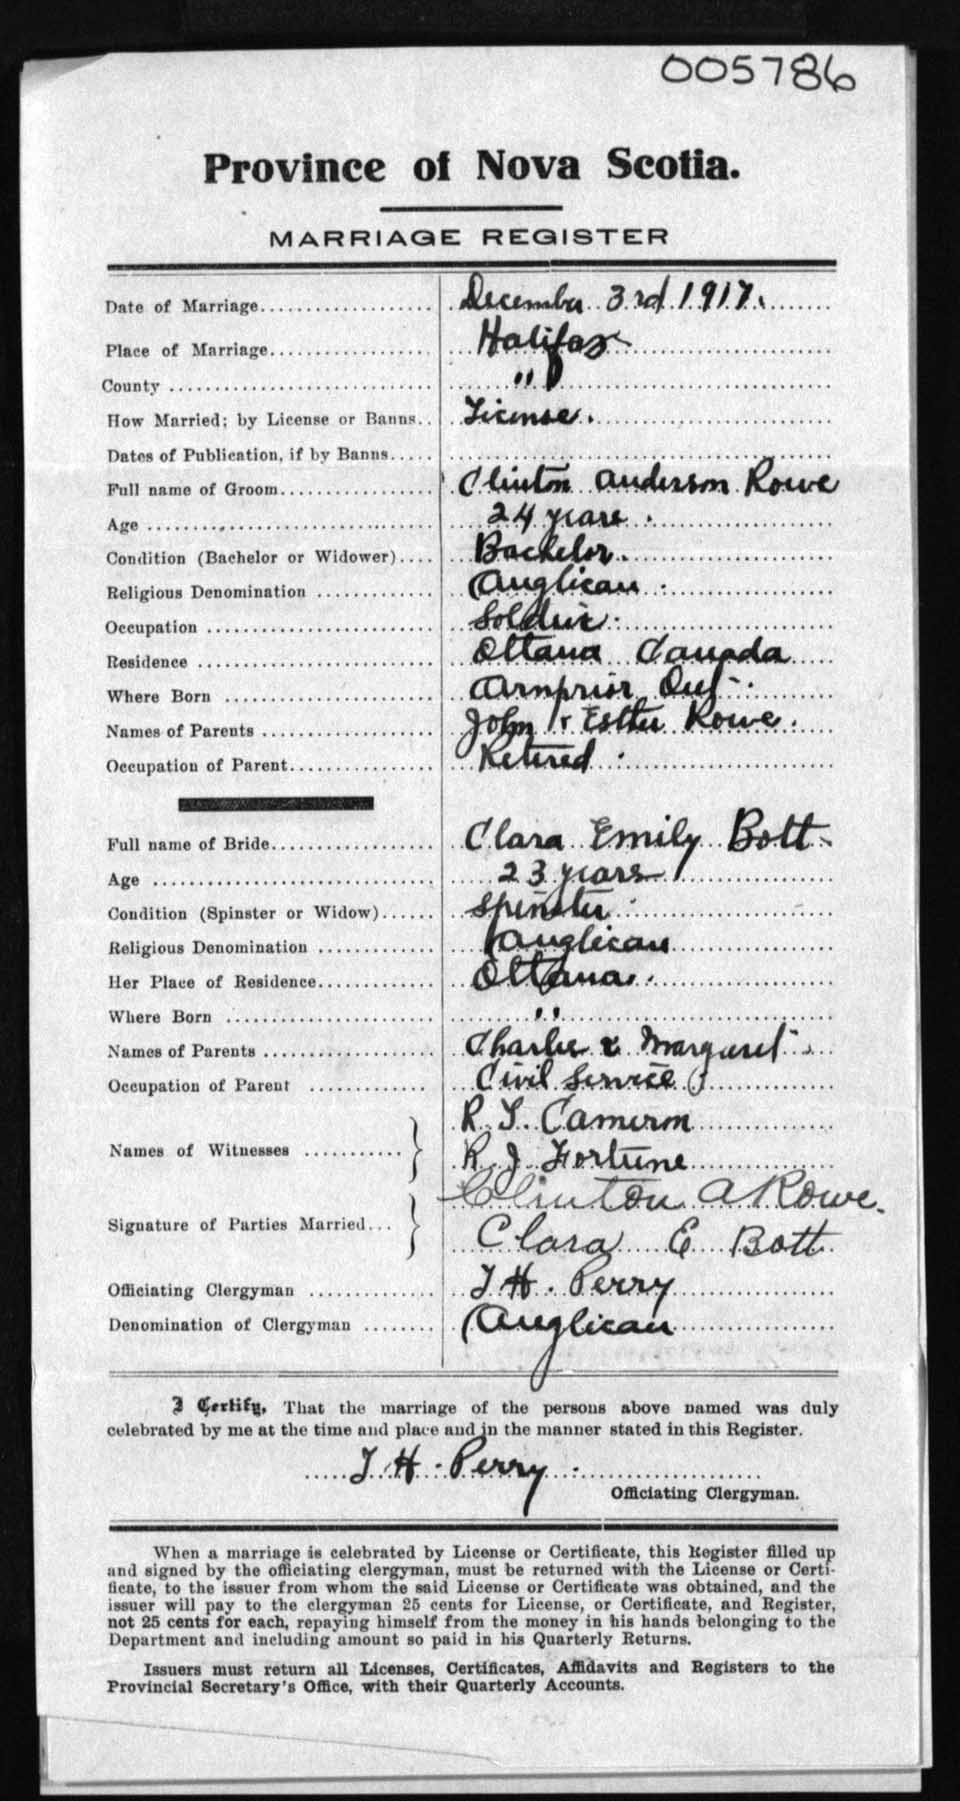 005786
Province of Nova Scotia.
MARRIAGE REGISTER
Date of Marriage.................... December 3rd 1917.
Place of Marriage................... Halifax
County ............................. "
How Married; by License or Banns.. License.
Dates of Publication, if by Banns.....
Full name of Groom................. Clinton Anderson Rowe
Age ............................... 24 years.
Condition (Bachelor or Widower).... Bachelor.
Religious Denomination ............. Anglican.
Occupation ......................... Soldier.
Residence .......................... Ottawa Canada
Where Born ....................... Arnprior Ont.
Names of Parents ................... John & Esther Rowe.
Occupation of Parent................ Retired.
Full name of Bride.................. Clara Emily Bott
Age ............................... 23 years
Condition (Spinster or Widow)...... Spinster.
Religious Denomination ............. Anglican
Her Place of Residence............. Ottawa.
Where Born ....................... "
Names of Parents ................... Charles & Margaret.
Occupation of Parent .............. Civil Service
Names of Witnesses ........... R. T. Cameron
R. J. Fortune
Signature of Parties Married... Clinton A Rowe.
Clara E Bott
Officiating Clergyman .............. T H. Perry
Denomination of Clergyman ........ Anglican
I Certify, That the marriage of the persons above named was duly
celebrated by me at the time and place and in the manner stated in this Register.
T H. Perry.
Officiating Clergyman.
When a marriage is celebrated by License or Certificate, this Register filled up
and signed by the officiating clergyman, must be returned with the License or Certi-
ficate, to the issuer from whom the said License or Certificate was obtained, and the
issuer will pay to the clergyman 25 cents for License, or Certificate, and Register,
not 25 cents for each, repaying himself from the money in his hands belonging to the
Department and including amount so paid in his Quarterly Returns.
Issuers must return all Licenses, Certificates, Affidavits and Registers to the
Provincial Secretary's Office, with their Quarterly Accounts.